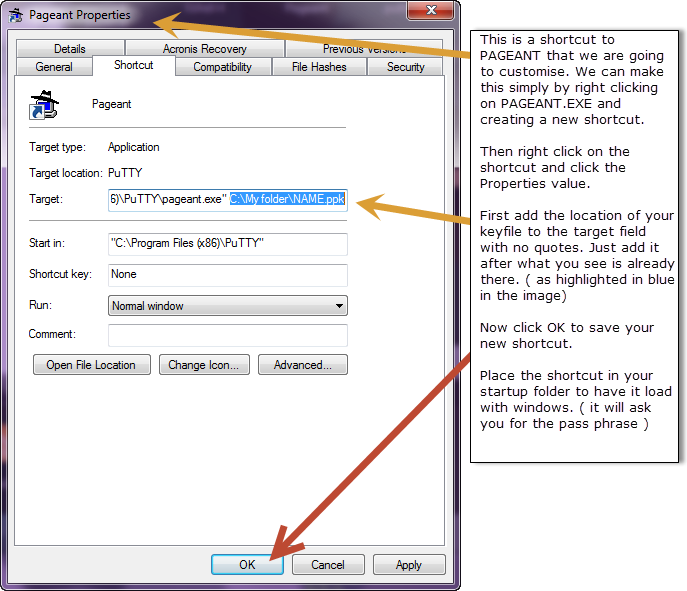 Pageant Properties
Details
Acronis Recovery
Previous Versions
General
Shortcut
Compatibility
File Hashes
Security
Pageant
Target type: Application
Target location: PuTTY
Target: 6)\PuTTY\pageant.exe" C:\My folder\NAME.ppk
Start in: "C:\Program Files (x86)\PuTTY"
Shortcut key: None
Run: Normal window
Comment:
Open File Location
Change Icon...
Advanced...
OK
Cancel
Apply
This is a shortcut to
PAGEANT that we are going
to customise. We can make
this simply by right clicking
on PAGEANT.EXE and
creating a new shortcut.
Then right click on the
shortcut and click the
Properties value.
First add the location of your
keyfile to the target field
with no quotes. Just add it
after what you see is already
there. ( as highlighted in blue
in the image)
Now click OK to save your
new shortcut.
Place the shortcut in your
startup folder to have it load
with windows. ( it will ask
you for the pass phrase )